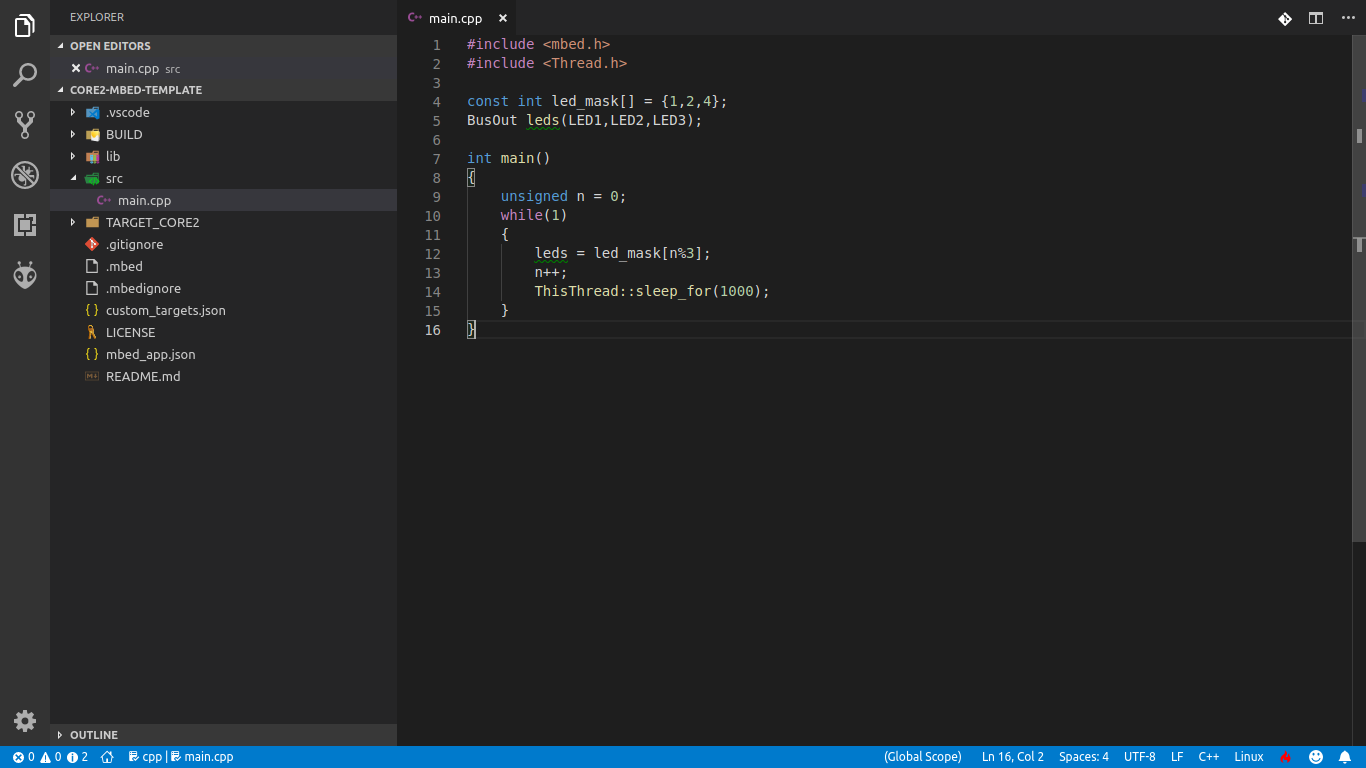 EXPLORER
OPEN EDITORS
main.cpp src
CORE2-MBED-TEMPLATE
.vscode
BUILD
lib
src
main.cpp
TARGET_CORE2
.gitignore
.mbed
.mbedignore
{ } custom_targets.json
LICENSE
{ } mbed_app.json
README.md
OUTLINE
main.cpp
1 #include <mbed.h>
2 #include <Thread.h>
3
4 const int led_mask[] = {1,2,4};
5 BusOut leds(LED1,LED2,LED3);
6
7 int main()
8 {
9 unsigned n = 0;
10 while(1)
11 {
12 leds = led_mask[n%3];
13 n++;
14 ThisThread::sleep_for(1000);
15 }
16 }
0 0 2 cpp | main.cpp (Global Scope) Ln 16, Col 2 Spaces: 4 UTF-8 LF C++ Linux